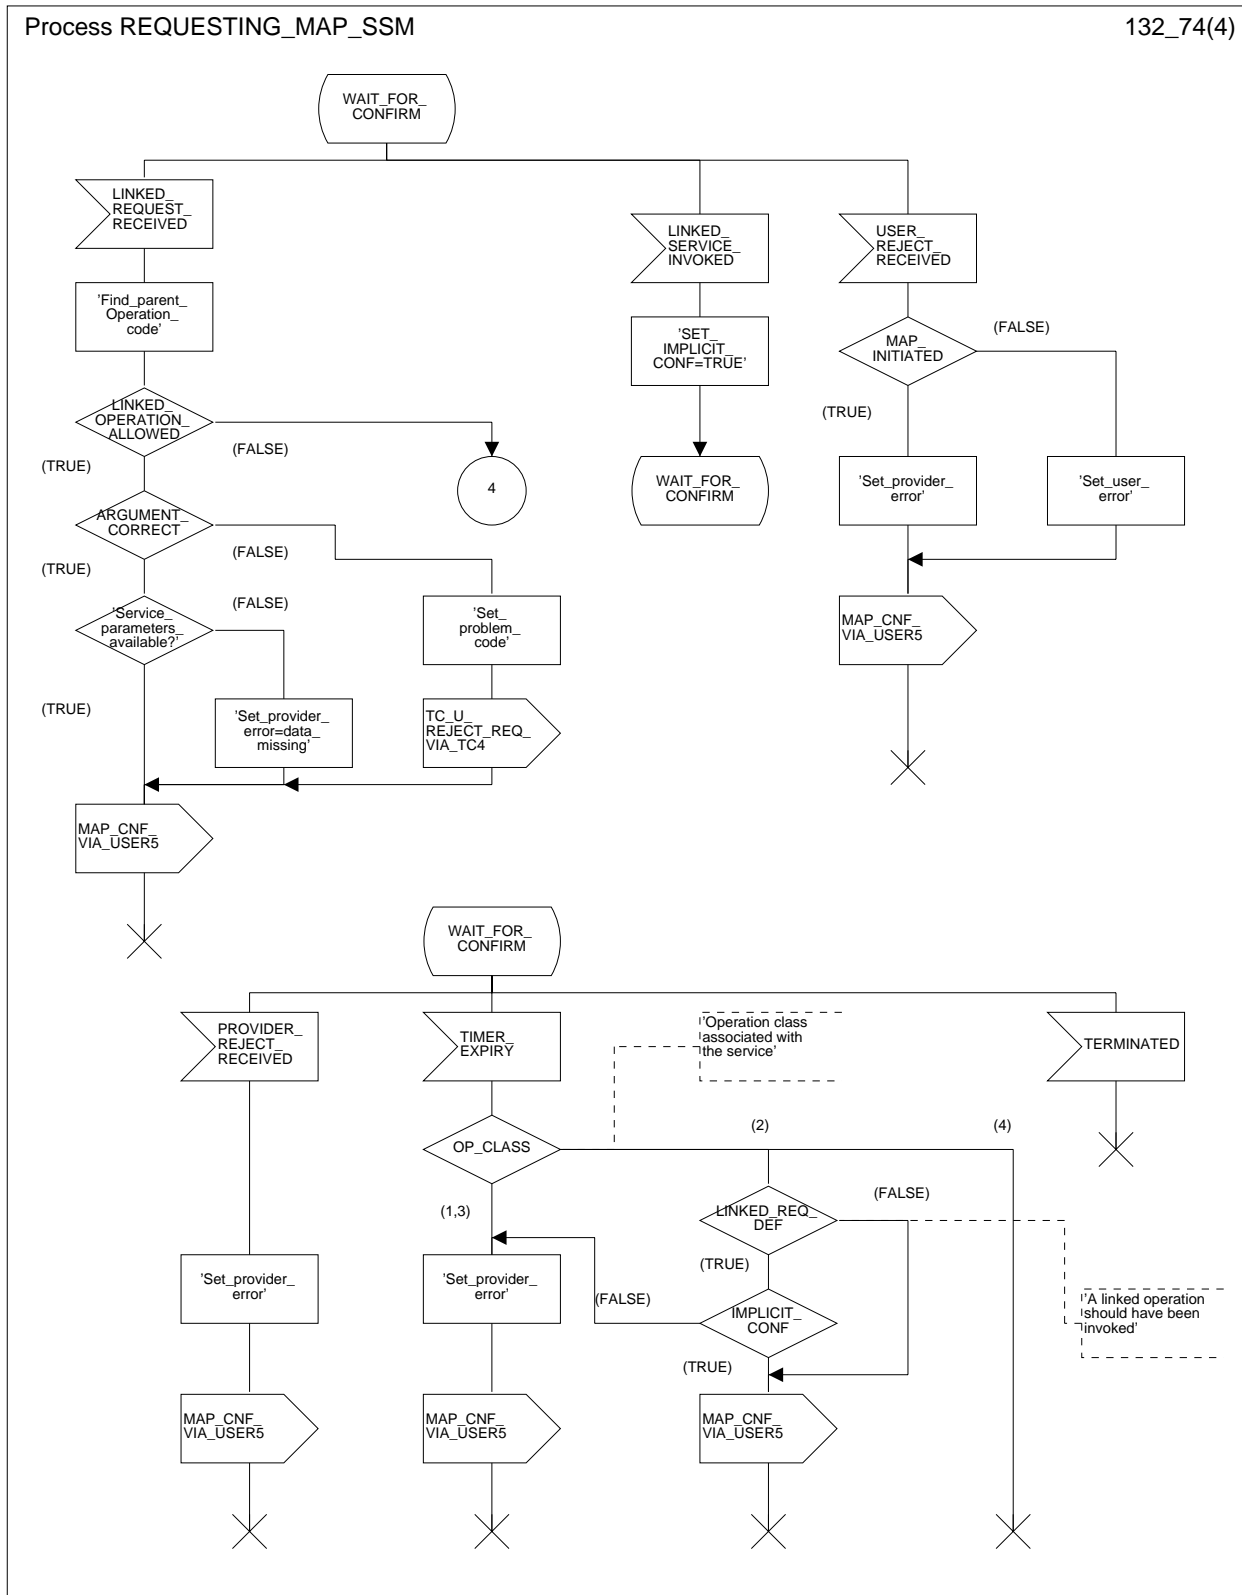 Process REQUESTING_MAP_SSM
132_74(4)
WAIT_FOR_
CONFIRM
LINKED_
REQUEST_
RECEIVED
LINKED_
SERVICE_
INVOKED
USER_
REJECT_
RECEIVED
'Find_parent_
Operation_
code'
'SET_
IMPLICIT_
CONF=TRUE'
MAP_
INITIATED
(FALSE)
(TRUE)
LINKED_
OPERATION_
ALLOWED
(FALSE)
(TRUE)
4
WAIT_FOR_
CONFIRM
'Set_provider_
error'
'Set_user_
error'
ARGUMENT_
CORRECT
(FALSE)
(TRUE)
'Service_
parameters_
available?'
(FALSE)
(TRUE)
'Set_
problem_
code'
MAP_CNF_
VIA_USER5
'Set_provider_
error=data_
missing'
TC_U_
REJECT_REQ_
VIA_TC4
MAP_CNF_
VIA_USER5
WAIT_FOR_
CONFIRM
PROVIDER_
REJECT_
RECEIVED
TIMER_
EXPIRY
'Operation class
associated with
the service'
TERMINATED
OP_CLASS
(2)
(4)
(1,3)
LINKED_REQ_
DEF
(FALSE)
(TRUE)
'Set_provider_
error'
'Set_provider_
error'
(FALSE)
IMPLICIT_
CONF
'A linked operation
should have been
invoked'
(TRUE)
MAP_CNF_
VIA_USER5
MAP_CNF_
VIA_USER5
MAP_CNF_
VIA_USER5